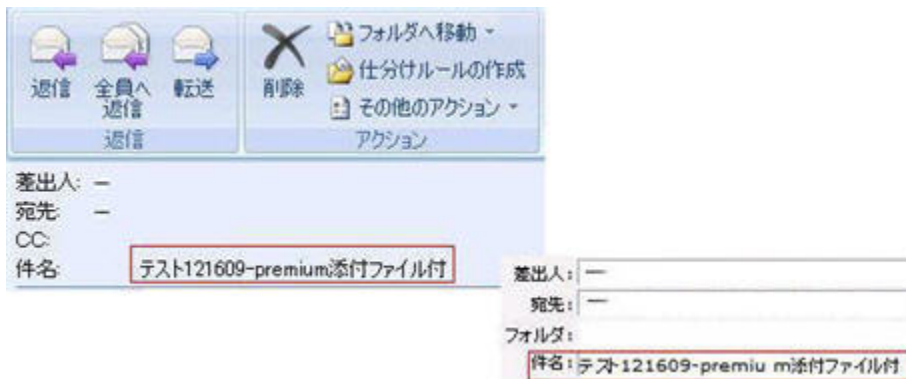 返信
全員へ
返信
転送
返信
削除
フォルダへ移動
仕分けルールの作成
その他のアクション
アクション
差出人: —
宛先: —
CC:
件名: テスト121609-premium添付ファイル付
差出人: —
宛先: —
フォルダ:
件名: テスト121609-premiu m添付ファイル付